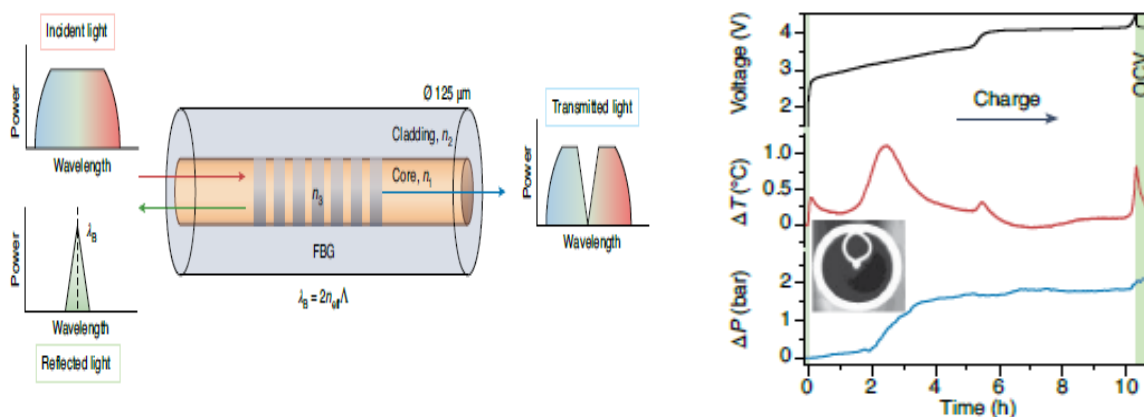 Incident light
Power
Wavelength
λB
Power
Wavelength
Reflected light
Ø 125 μm
Cladding, n2
Core, n1
n3
FBG
λB = 2neffΛ
Transmitted light
Power
Wavelength
Voltage (V)
4
3
2
Charge
OCV
ΔT (°C)
1.0
0.5
0
ΔP (bar)
2
1
0
0 2 4 6 8 10
Time (h)